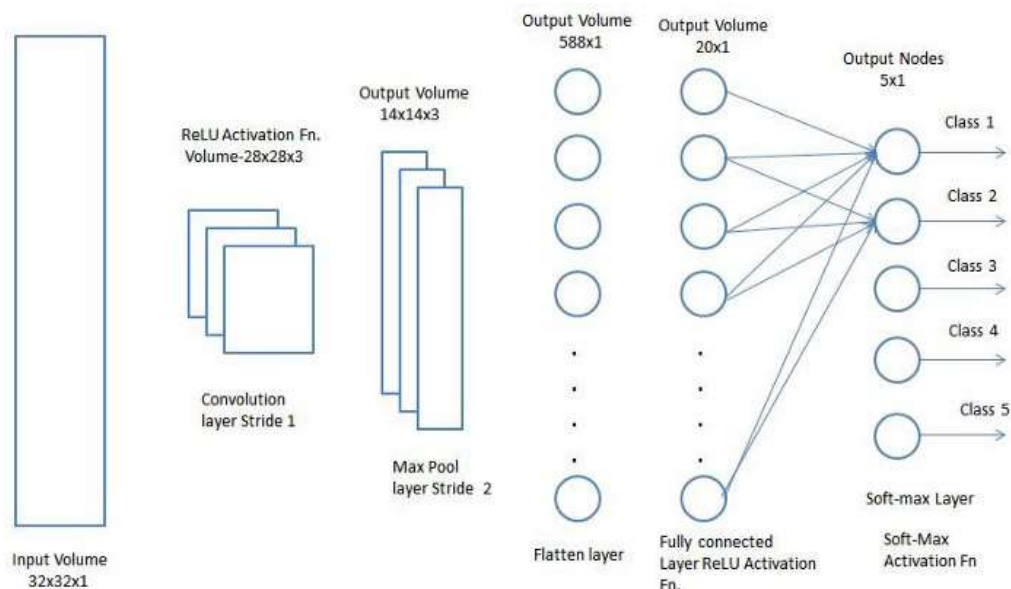 Output Volume
588x1
Output Volume
20x1
Output Nodes
5x1
Output Volume
14x14x3
ReLU Activation Fn.
Volume-28x28x3
Class 1
Class 2
Class 3
Class 4
Class 5
Convolution
layer Stride 1
Max Pool
layer Stride 2
Soft-max Layer
Input Volume
32x32x1
Flatten layer
Fully connected
Layer ReLU Activation
Fn.
Soft-Max
Activation Fn